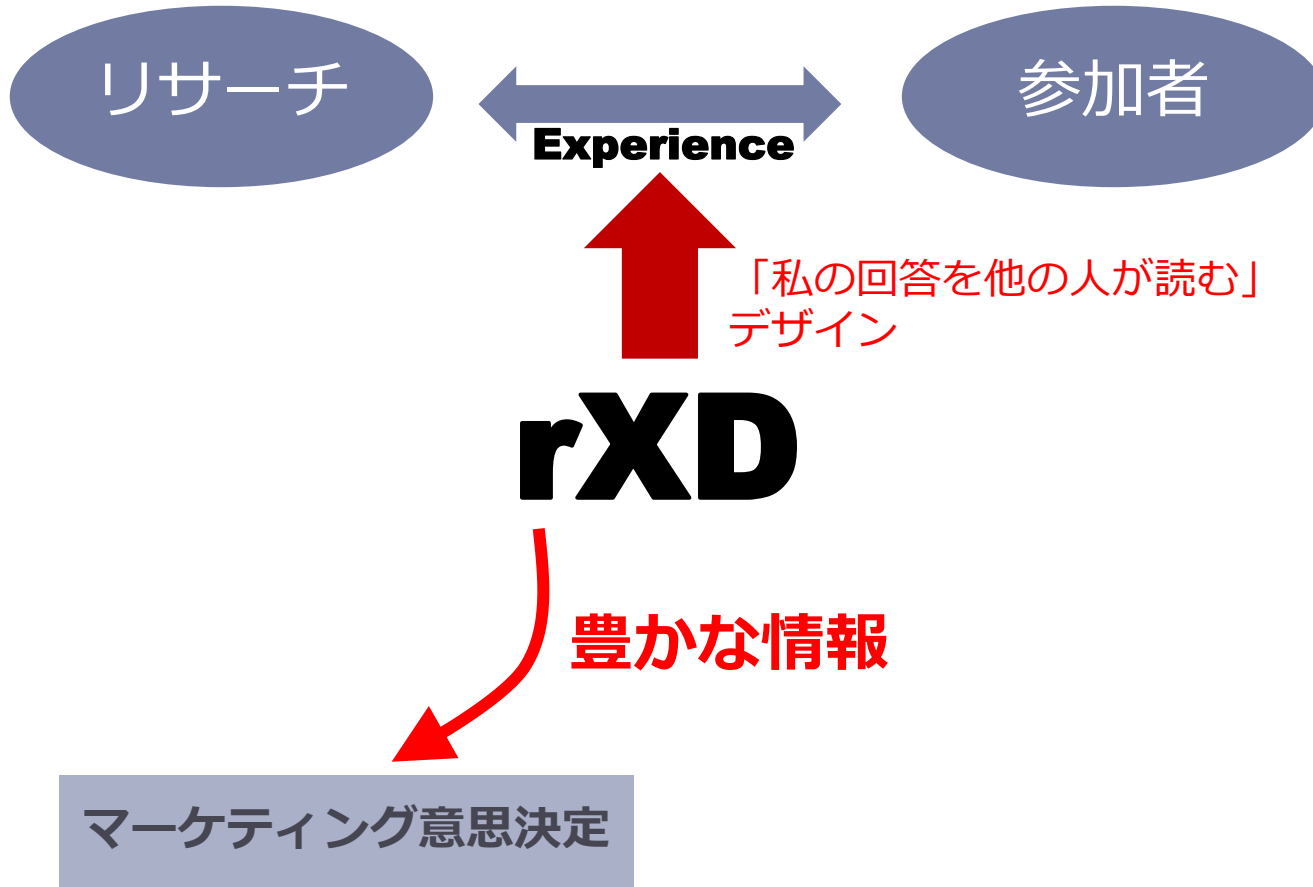 リサーチ
参加者
Experience
「私の回答を他の人が読む」
デザイン
rXD
豊かな情報
マーケティング意思決定